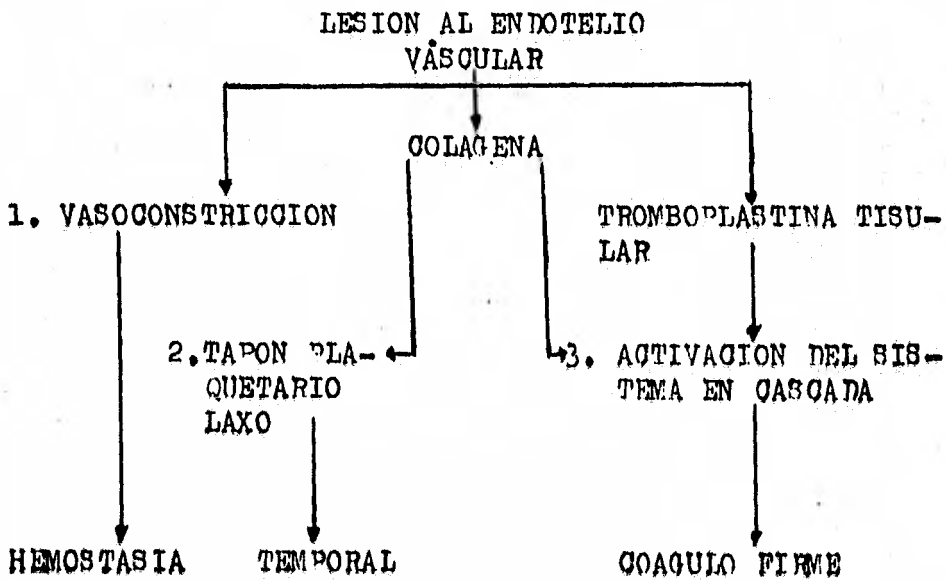 LESION AL ENDOTELIO
VASCULAR
COLAGENA
1. VASOCONSTRICCION
TROMBOPLASTINA TISU-
LAR
2. TAPON PLA-
QUETARIO
LAXO
3. ACTIVACION DEL SIS-
TEMA EN CASCADA
HEMOSTASIA TEMPORAL
COAGULO FIRME